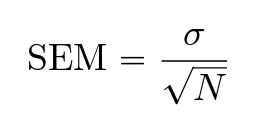 SEM = σ / √N